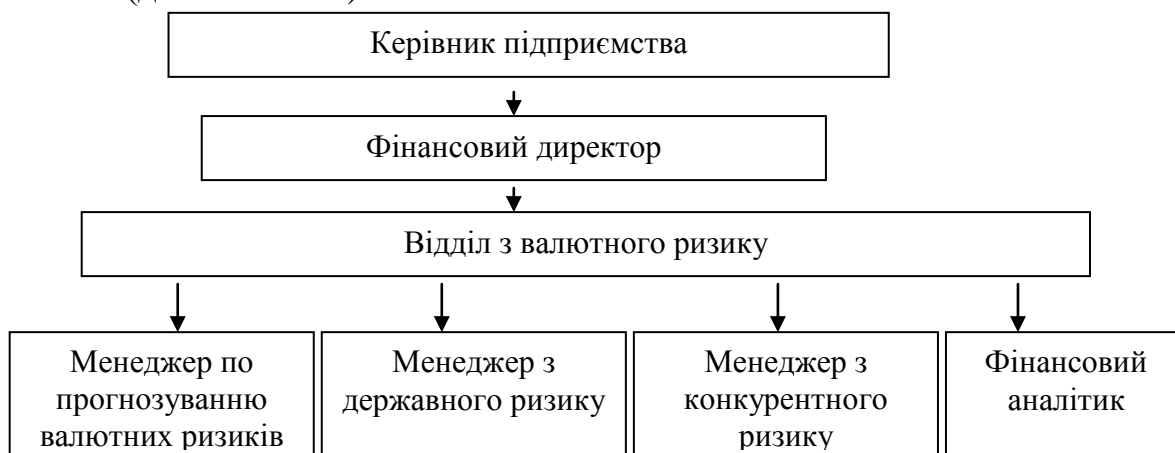 Керівник підприємства
Фінансовий директор
Відділ з валютного ризику
Менеджер по
прогнозуванню
валютних ризиків
Менеджер з
державного ризику
Менеджер з
конкурентного
ризику
Фінансовий
аналітик